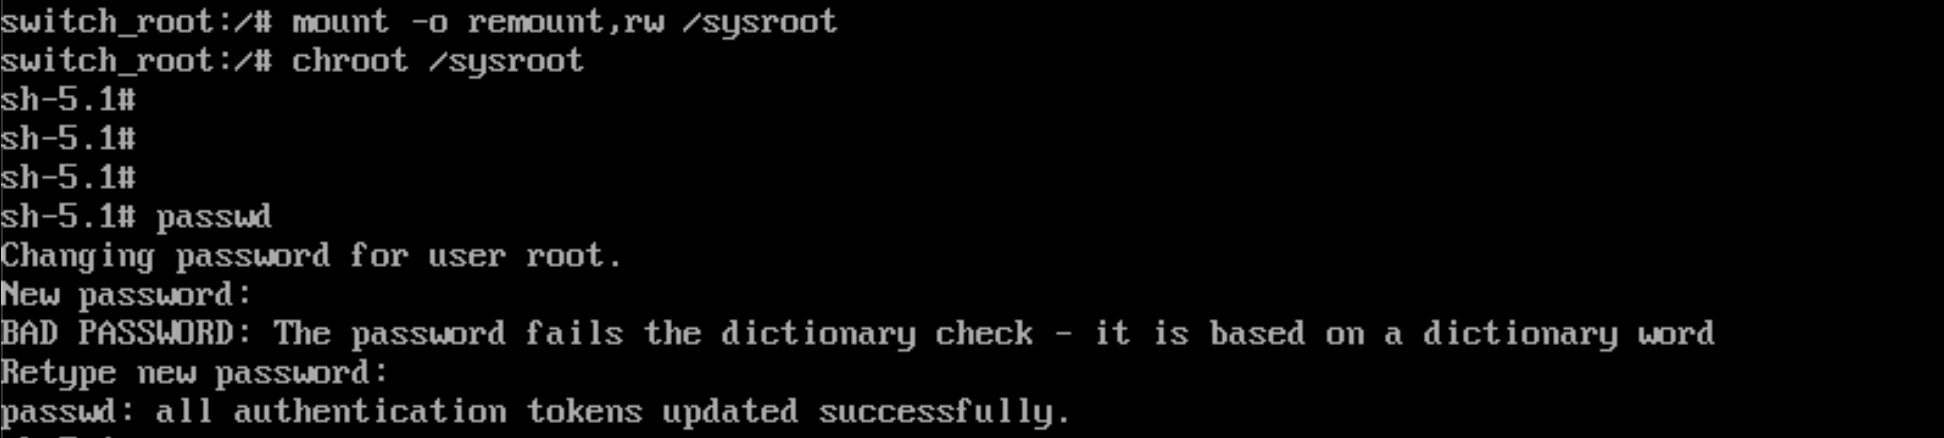 switch_root:/# mount -o remount,rw /sysroot
switch_root:/# chroot /sysroot
sh-5.1#
sh-5.1#
sh-5.1#
sh-5.1# passwd
Changing password for user root.
New password:
BAD PASSWORD: The password fails the dictionary check - it is based on a dictionary word
Retype new password:
passwd: all authentication tokens updated successfully.